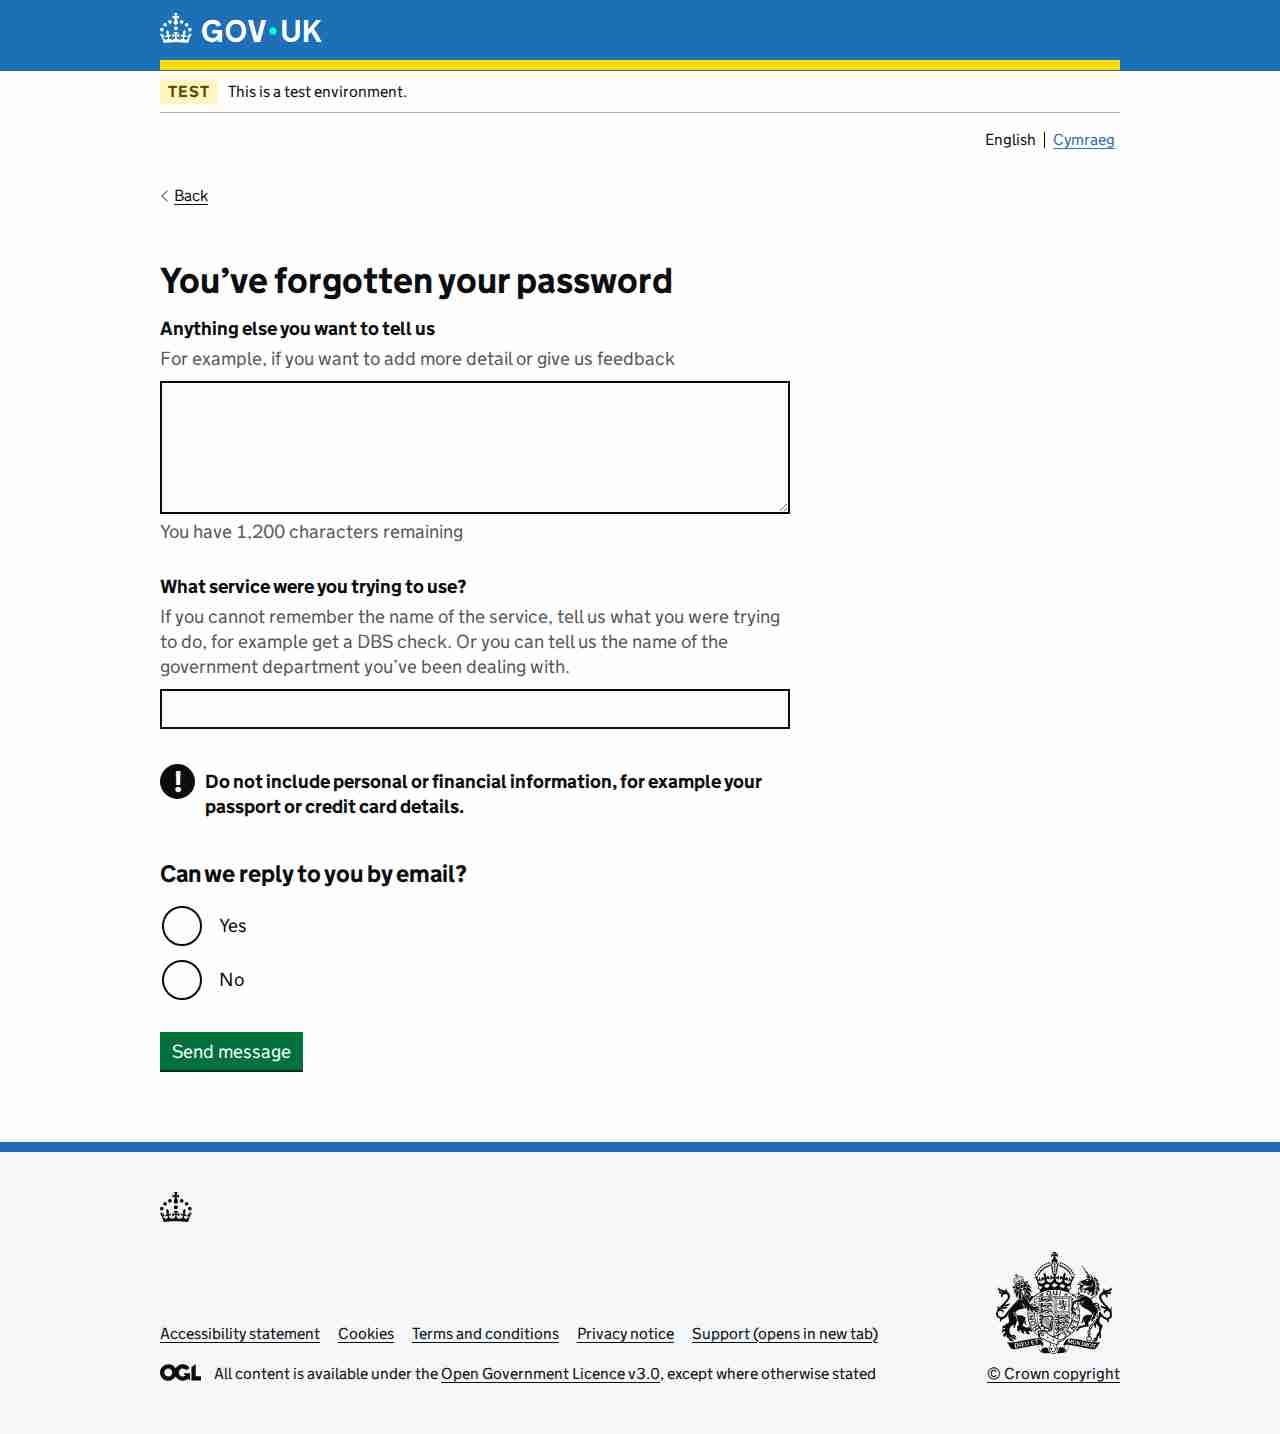 GOV·UK
TEST This is a test environment.
English Cymraeg
Back
You’ve forgotten your password
Anything else you want to tell us
For example, if you want to add more detail or give us feedback
You have 1,200 characters remaining
What service were you trying to use?
If you cannot remember the name of the service, tell us what you were trying
to do, for example get a DBS check. Or you can tell us the name of the
government department you’ve been dealing with.
! Do not include personal or financial information, for example your
passport or credit card details.
Can we reply to you by email?
Yes
No
Send message
Accessibility statement Cookies Terms and conditions Privacy notice Support (opens in new tab)
OGL All content is available under the Open Government Licence v3.0, except where otherwise stated
© Crown copyright